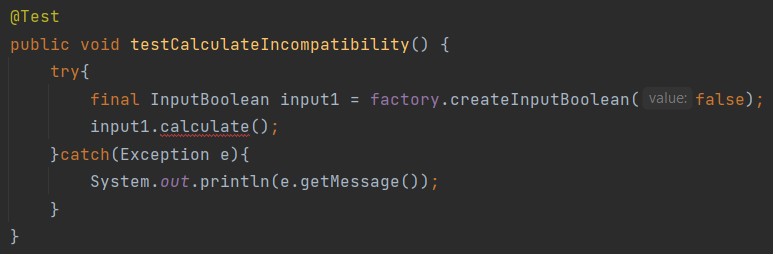 @Test
public void testCalculateIncompatibility() {
    try{
        final InputBoolean input1 = factory.createInputBoolean( value: false);
        input1.calculate();
    }catch(Exception e){
        System.out.println(e.getMessage());
    }
}